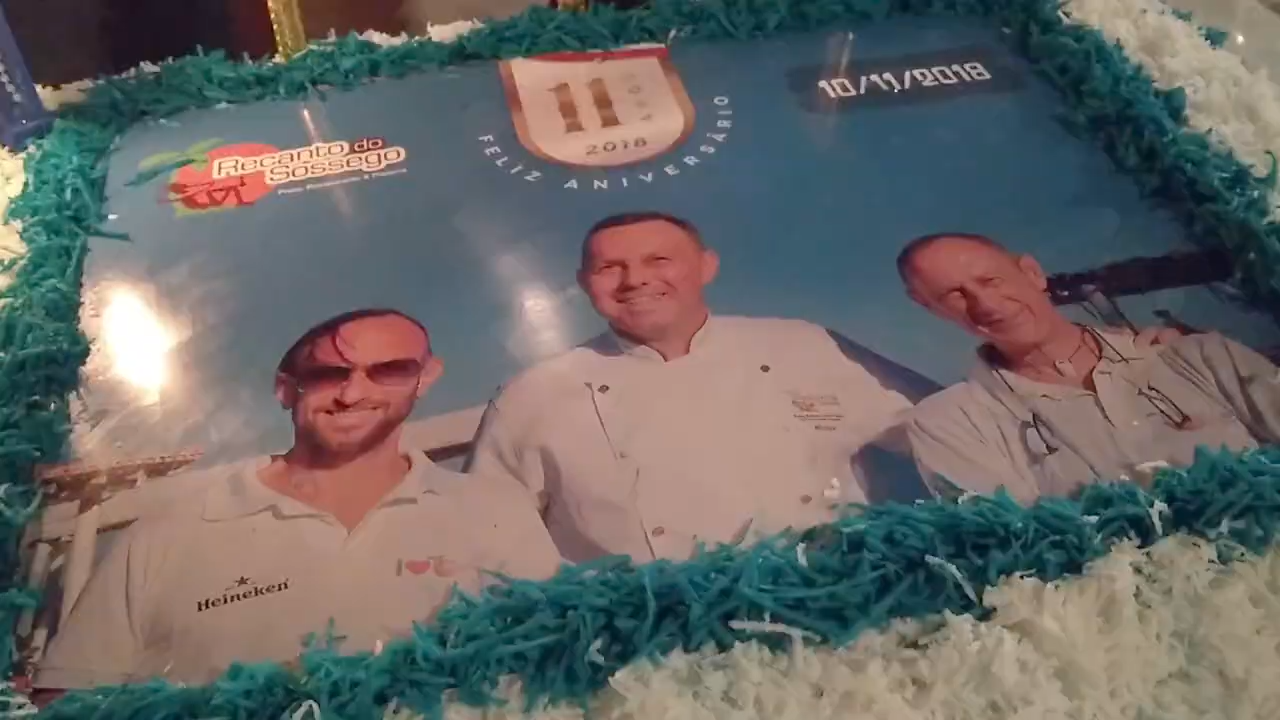 Recanto do
Sossego
11
2018
FELIZ ANIVERSÁRIO
10/11/2018
Heineken
I